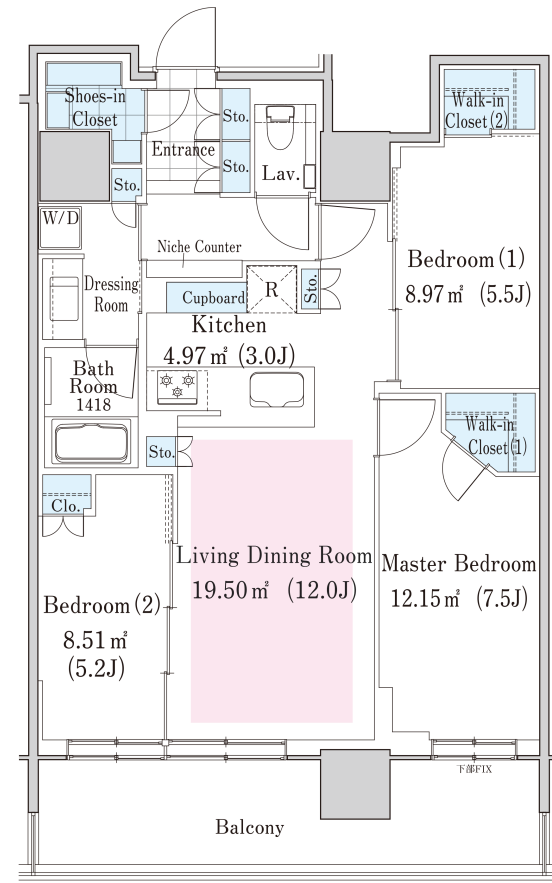 Shoes-in
Closet
Sto.
Entrance
Sto.
Sto.
Lav.
Walk-in
Closet(2)
W/D
Dressing
Room
Niche Counter
Cupboard
R
Sto.
Bedroom(1)
8.97㎡ (5.5J)
Kitchen
4.97㎡ (3.0J)
Bath
Room
1418
Sto.
Walk-in
Closet(1)
Clo.
Living Dining Room
19.50㎡ (12.0J)
Master Bedroom
12.15㎡ (7.5J)
Bedroom(2)
8.51㎡
(5.2J)
下部FIX
Balcony